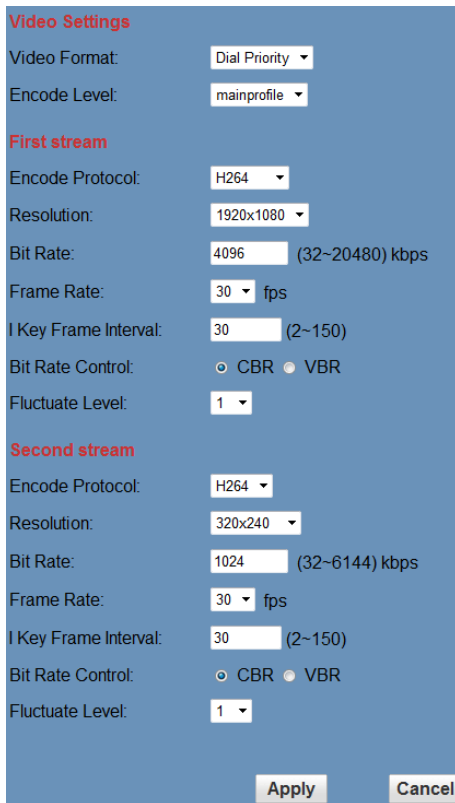 Video Settings
Video Format: Dial Priority
Encode Level: mainprofile
First stream
Encode Protocol: H264
Resolution: 1920x1080
Bit Rate: 4096 (32~20480) kbps
Frame Rate: 30 fps
I Key Frame Interval: 30 (2~150)
Bit Rate Control: CBR VBR
Fluctuate Level: 1
Second stream
Encode Protocol: H264
Resolution: 320x240
Bit Rate: 1024 (32~6144) kbps
Frame Rate: 30 fps
I Key Frame Interval: 30 (2~150)
Bit Rate Control: CBR VBR
Fluctuate Level: 1
Apply Cancel